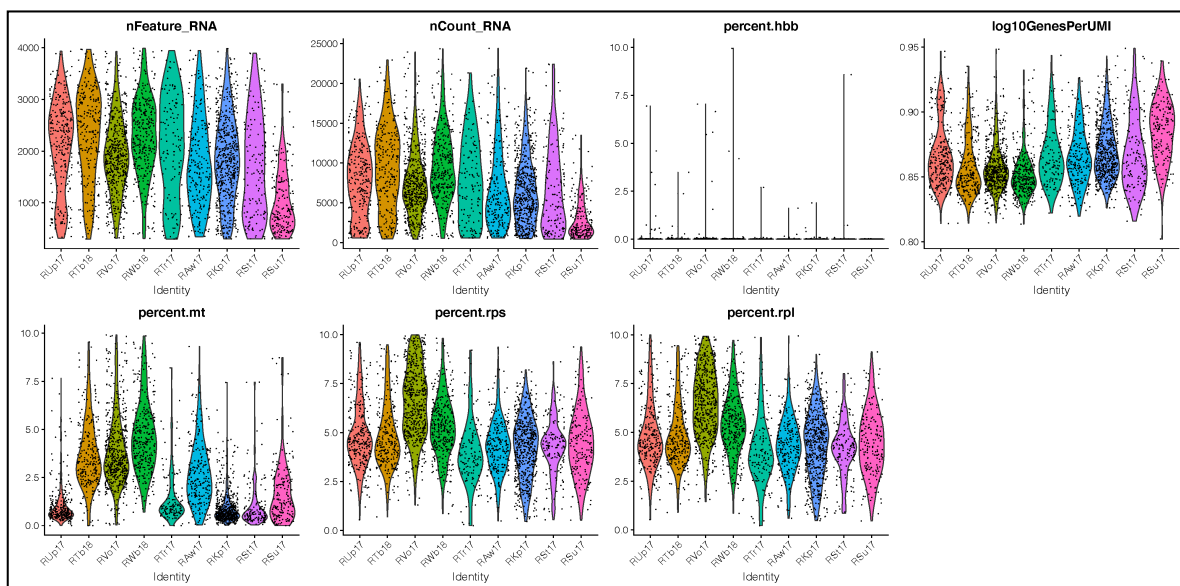 nFeature_RNA
4000
3000
2000
1000
RUp17 RTb18 RVo17 RWb18 RTr17 RAw17 RKp17 RSt17 RSu17
Identity
nCount_RNA
25000
20000
15000
10000
5000
0
RUp17 RTb18 RVo17 RWb18 RTr17 RAw17 RKp17 RSt17 RSu17
Identity
percent.hbb
10.0
7.5
5.0
2.5
0.0
RUp17 RTb18 RVo17 RWb18 RTr17 RAw17 RKp17 RSt17 RSu17
Identity
log10GenesPerUMI
0.95
0.90
0.85
0.80
RUp17 RTb18 RVo17 RWb18 RTr17 RAw17 RKp17 RSt17 RSu17
Identity
percent.mt
10.0
7.5
5.0
2.5
0.0
RUp17 RTb18 RVo17 RWb18 RTr17 RAw17 RKp17 RSt17 RSu17
Identity
percent.rps
10.0
7.5
5.0
2.5
0.0
RUp17 RTb18 RVo17 RWb18 RTr17 RAw17 RKp17 RSt17 RSu17
Identity
percent.rpl
10.0
7.5
5.0
2.5
0.0
RUp17 RTb18 RVo17 RWb18 RTr17 RAw17 RKp17 RSt17 RSu17
Identity